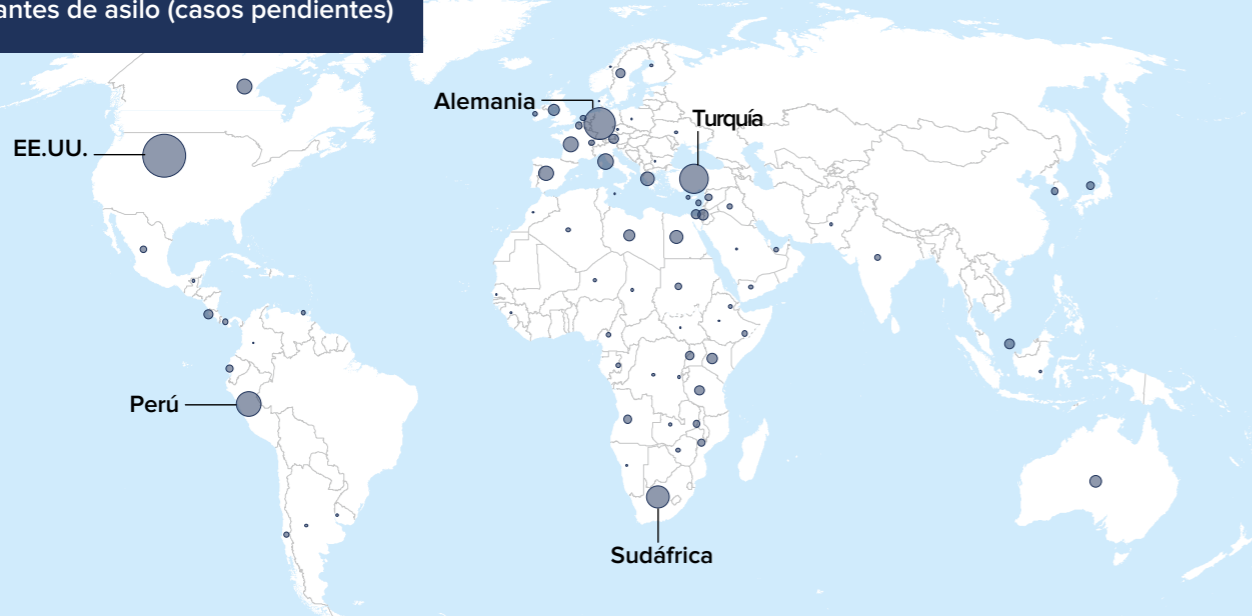 antes de asilo (casos pendientes)
Alemania
Turquía
EE.UU.
Perú
Sudáfrica